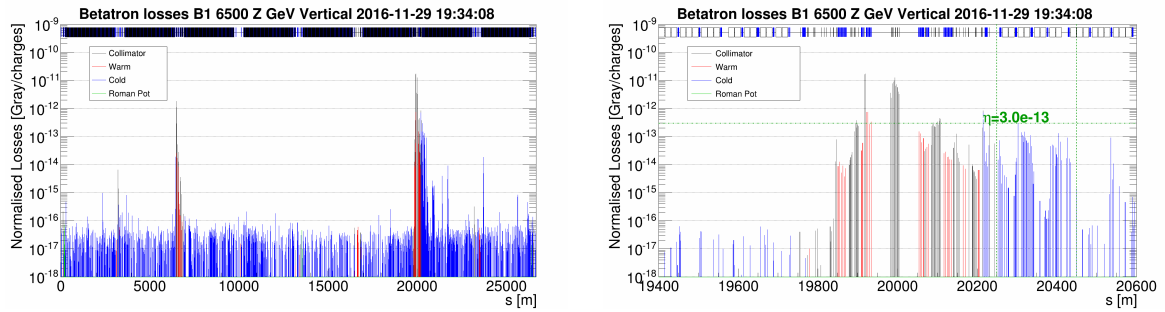 Betatron losses B1 6500 Z GeV Vertical 2016-11-29 19:34:08
Normalised Losses [Gray/charges]
10⁻⁹
10⁻¹⁰
10⁻¹¹
10⁻¹²
10⁻¹³
10⁻¹⁴
10⁻¹⁵
10⁻¹⁶
10⁻¹⁷
10⁻¹⁸
Collimator
Warm
Cold
Roman Pot
0 5000 10000 15000 20000 25000
s [m]
Betatron losses B1 6500 Z GeV Vertical 2016-11-29 19:34:08
Normalised Losses [Gray/charges]
10⁻⁹
10⁻¹⁰
10⁻¹¹
10⁻¹²
10⁻¹³
10⁻¹⁴
10⁻¹⁵
10⁻¹⁶
10⁻¹⁷
10⁻¹⁸
Collimator
Warm
Cold
Roman Pot
η=3.0e-13
19400 19600 19800 20000 20200 20400 20600
s [m]